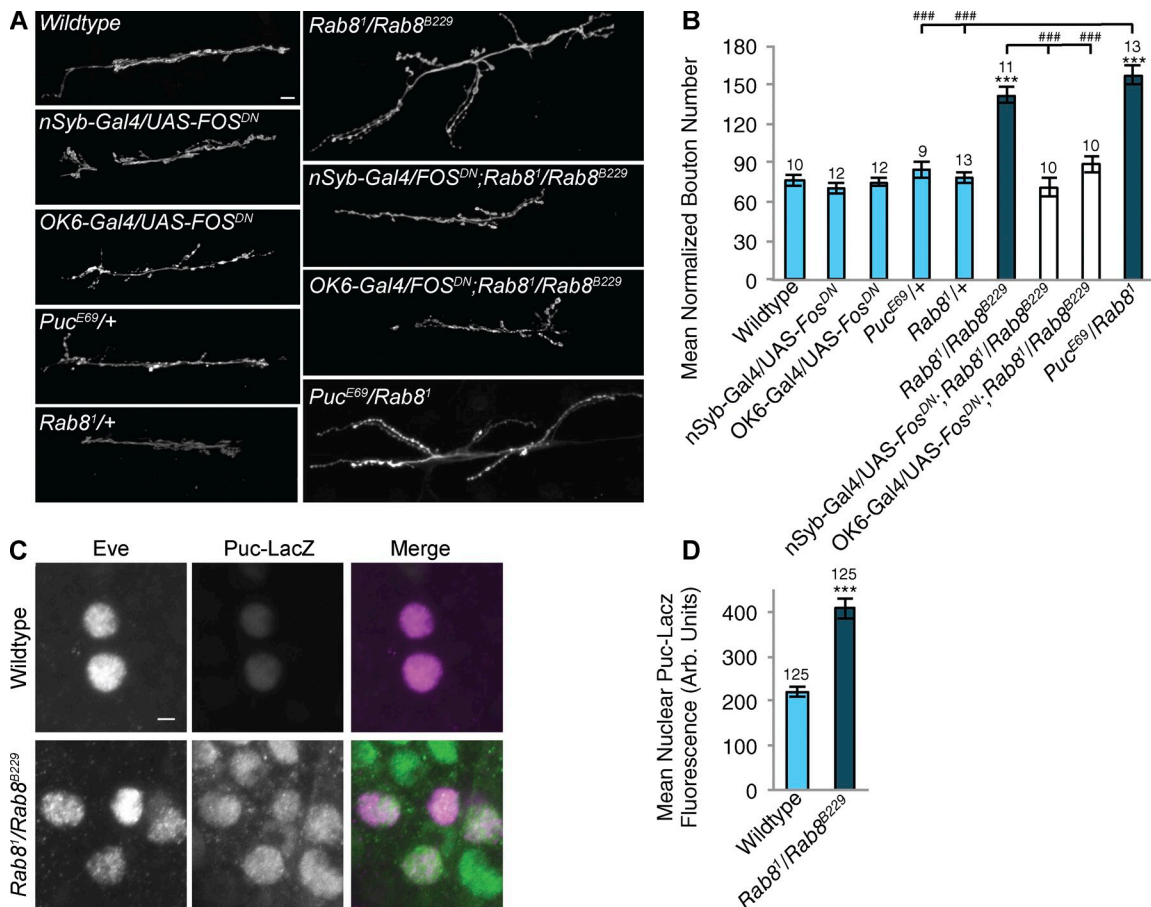 A
Wildtype
nSyb-Gal4/UAS-FOS^DN
OK6-Gal4/UAS-FOS^DN
Puc^E69/+
Rab8^1/+
Rab8^1/Rab8^B229
nSyb-Gal4/FOS^DN;Rab8^1/Rab8^B229
OK6-Gal4/FOS^DN;Rab8^1/Rab8^B229
Puc^E69/Rab8^1
B
Mean Normalized Bouton Number
180
150
120
90
60
30
0
### ###
### ###
10
12
12
9
13
11
***
10
10
13
***
Wildtype
nSyb-Gal4/UAS-Fos^DN
OK6-Gal4/UAS-Fos^DN
Puc^E69/+
Rab8^1/+
Rab8^1/Rab8^B229
nSyb-Gal4/UAS-Fos^DN; Rab8^1/Rab8^B229
OK6-Gal4/UAS-Fos^DN; Rab8^1/Rab8^B229
Puc^E69/Rab8^1
C
Eve Puc-LacZ Merge
Wildtype
Rab8^1/Rab8^B229
D
Mean Nuclear Puc-Lacz
Fluorescence (Arb. Units)
400
300
200
100
0
125
125
***
Wildtype
Rab8^1/Rab8^B229